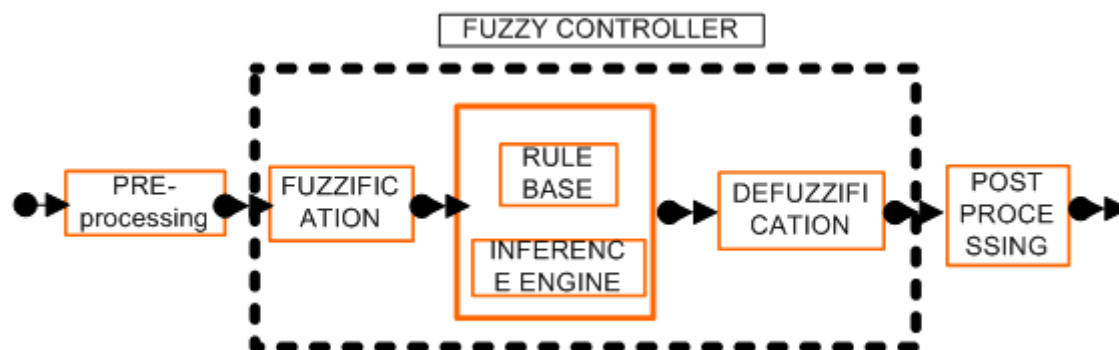 FUZZY CONTROLLER
PRE-
processing
FUZZIFIC
ATION
RULE
BASE
INFERENC
E ENGINE
DEFUZZIFI
CATION
POST
PROCE
SSING